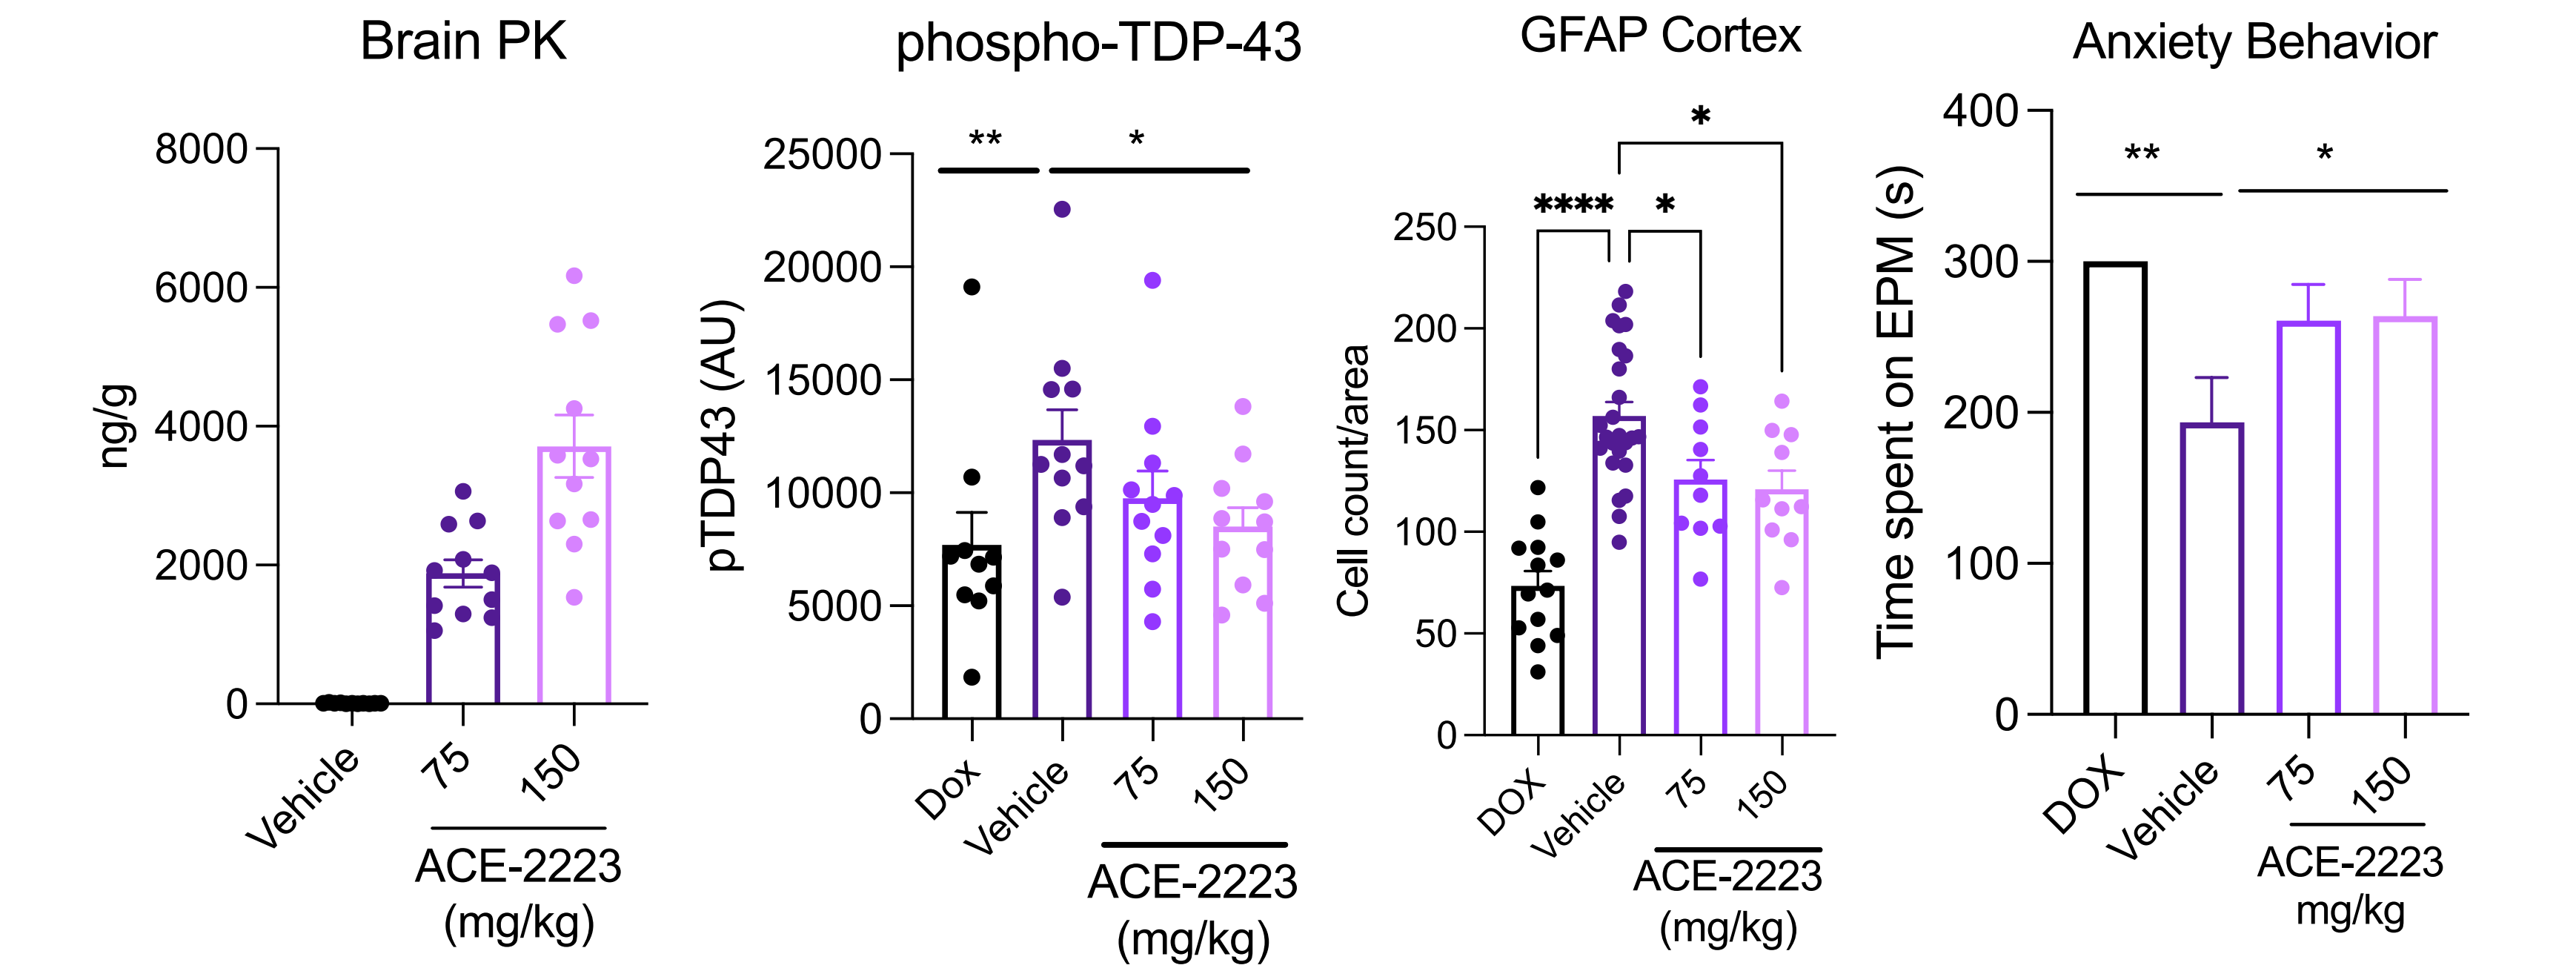 Brain PK
8000
6000
4000
2000
0
ng/g
Vehicle
75
150
ACE-2223
(mg/kg)
phospho-TDP-43
** *
25000
20000
15000
10000
5000
0
pTDP43 (AU)
Dox
Vehicle
75
150
ACE-2223
(mg/kg)
GFAP Cortex
*
**** *
250
200
150
100
50
0
Cell count/area
DOX
Vehicle
75
150
ACE-2223
(mg/kg)
Anxiety Behavior
** *
400
300
200
100
0
Time spent on EPM (s)
DOX
Vehicle
75
150
ACE-2223
mg/kg